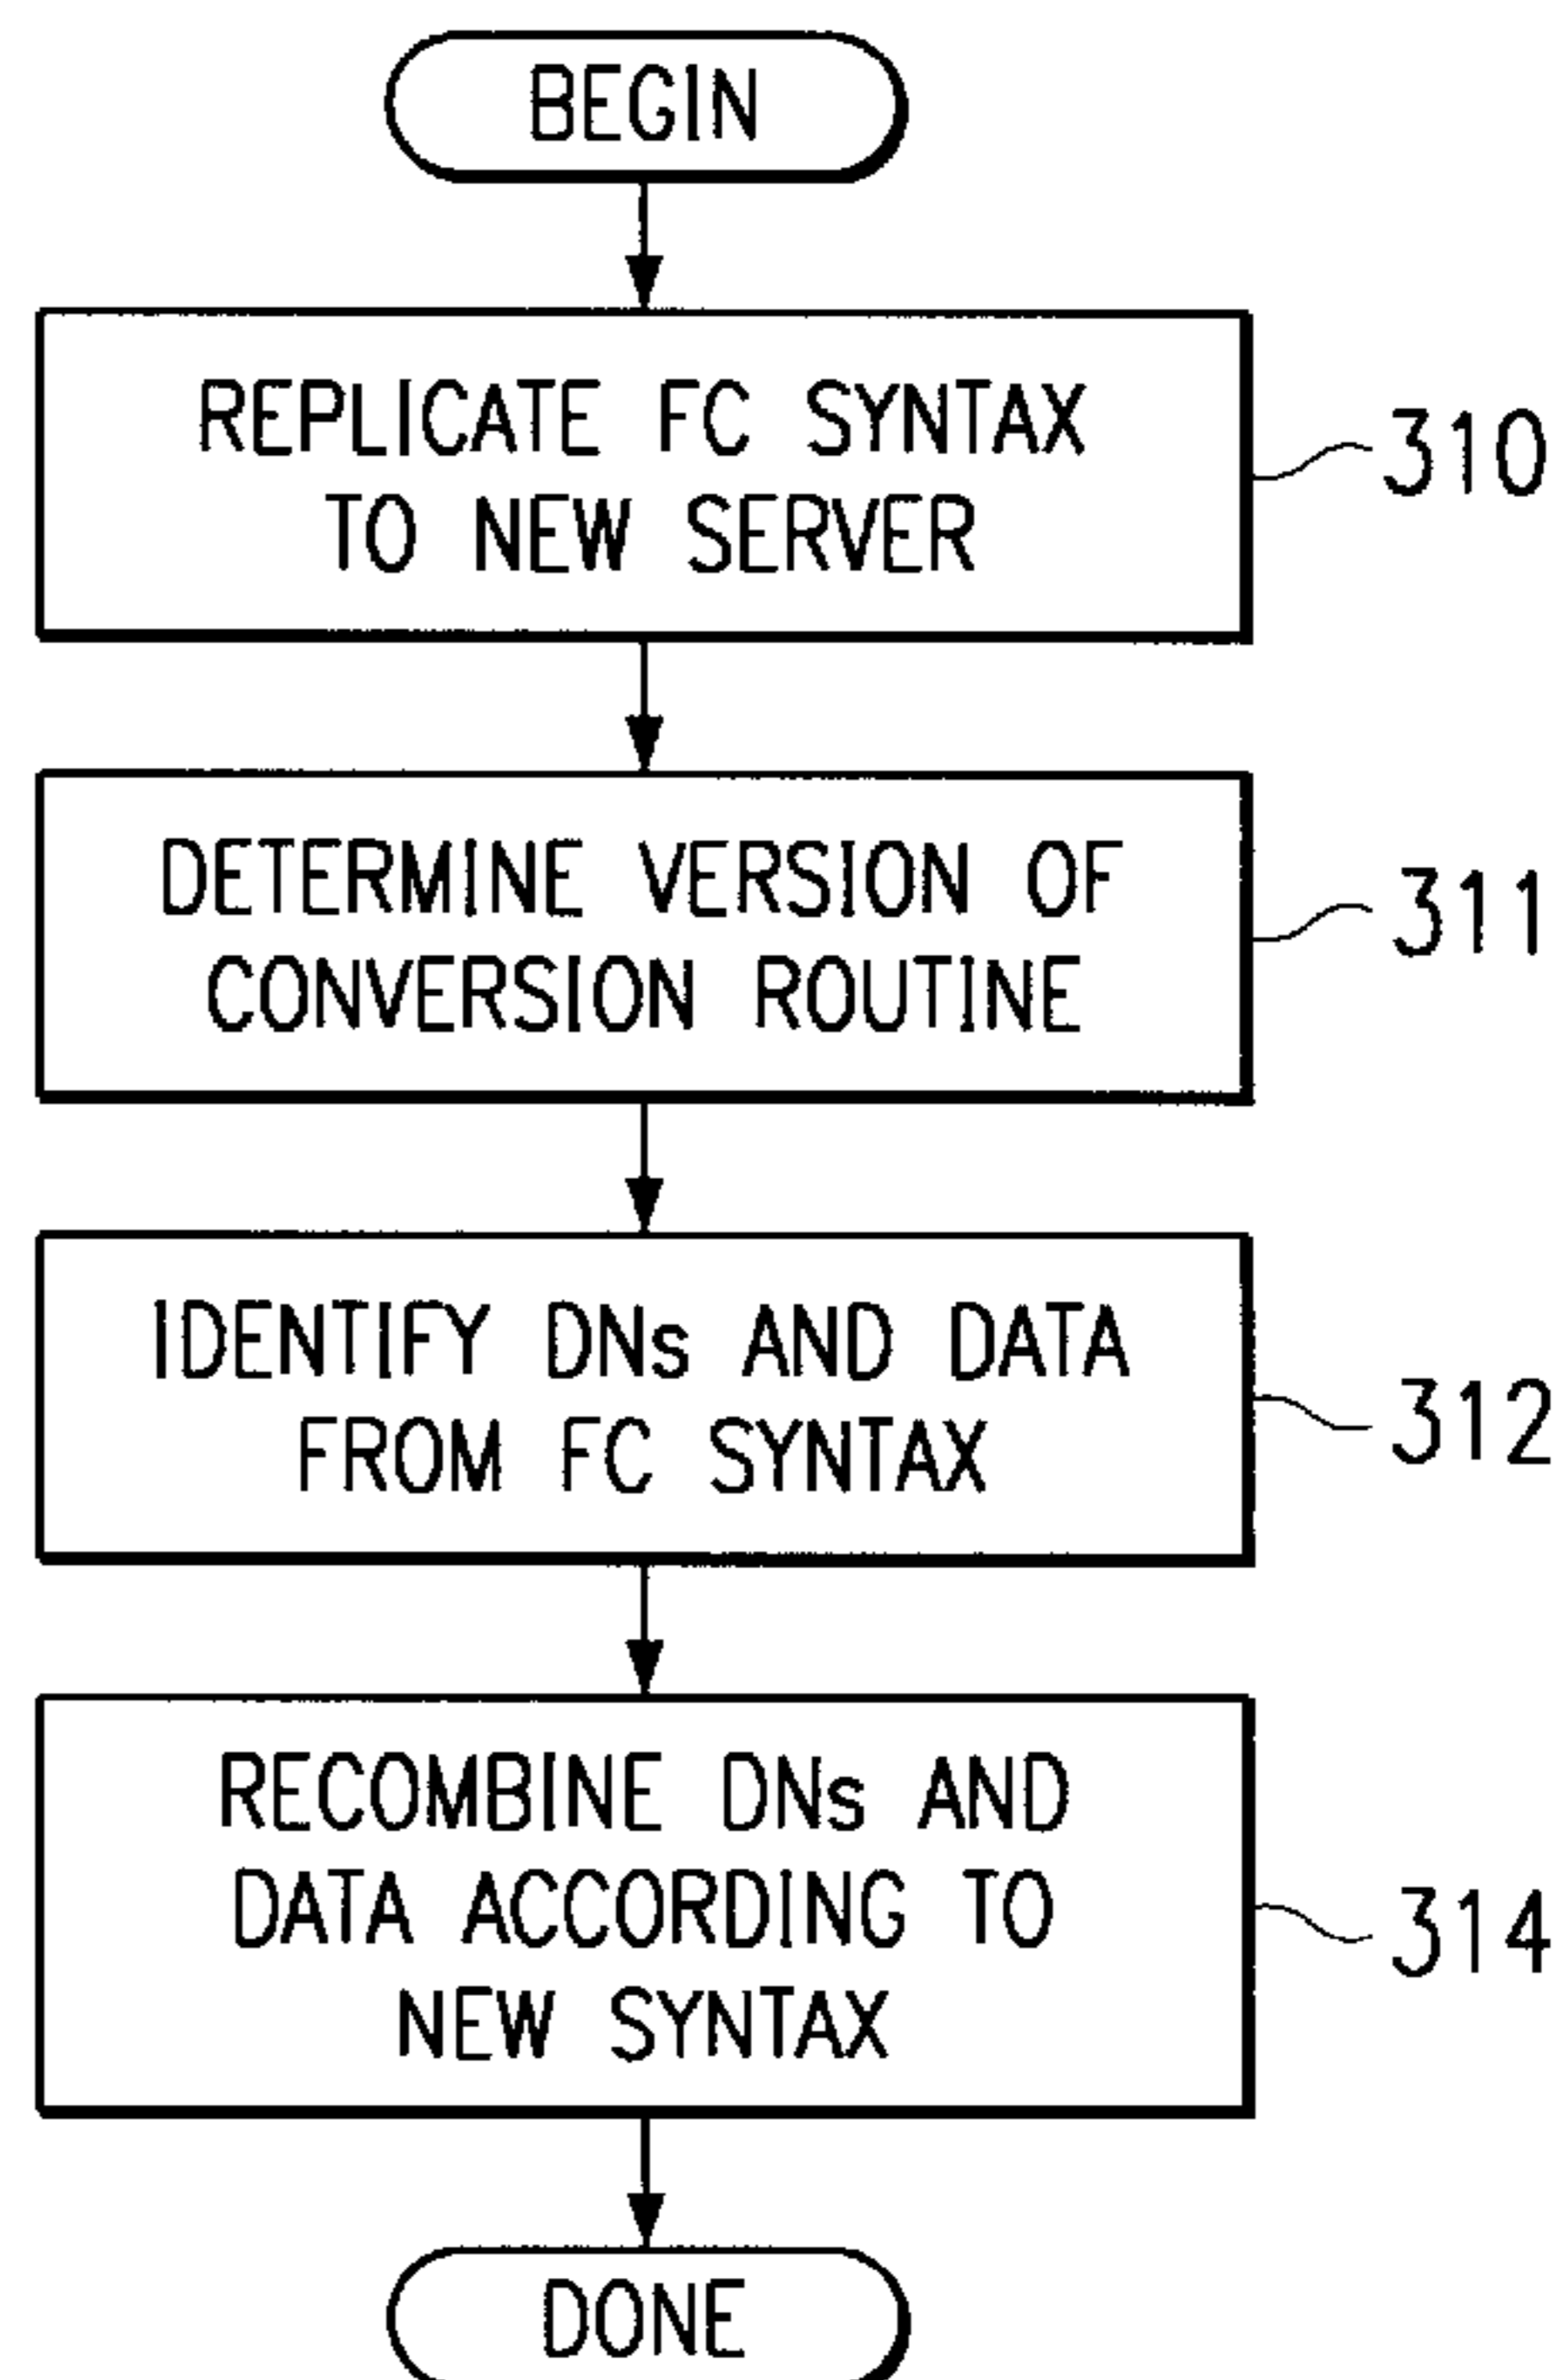 BEGIN
REPLICATE FC SYNTAX
TO NEW SERVER
310
DETERMINE VERSION OF
CONVERSION ROUTINE
311
IDENTIFY DNs AND DATA
FROM FC SYNTAX
312
RECOMBINE DNs AND
DATA ACCORDING TO
NEW SYNTAX
314
DONE